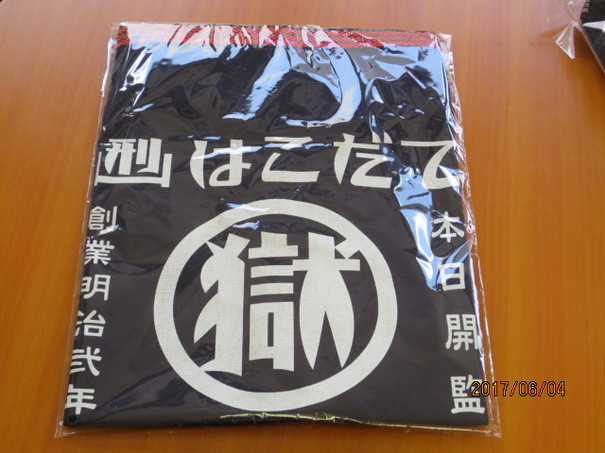 刑 はこだて
本日開監
獄
創業明治弐年
2017/06/04